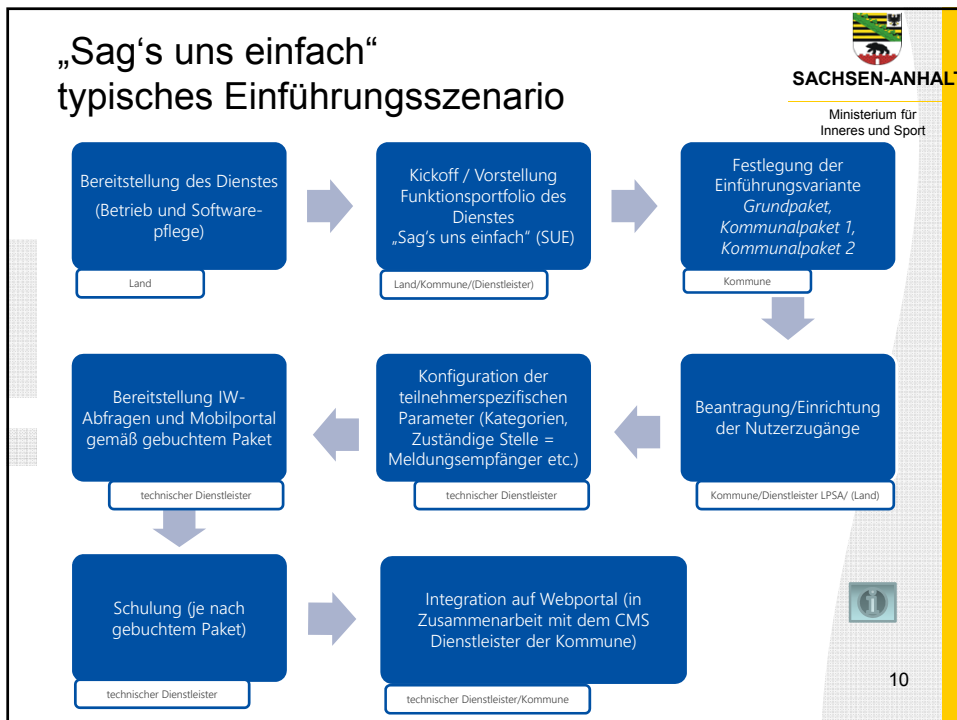 „Sag‘s uns einfach“
typisches Einführungsszenario
SACHSEN-ANHALT
Ministerium für
Inneres und Sport
Bereitstellung des Dienstes
(Betrieb und Software-
pflege)
Land
Kickoff / Vorstellung
Funktionsportfolio des
Dienstes
„Sag’s uns einfach“ (SUE)
Land/Kommune/(Dienstleister)
Festlegung der
Einführungsvariante
Grundpaket,
Kommunalpaket 1,
Kommunalpaket 2
Kommune
Beantragung/Einrichtung
der Nutzerzugänge
Kommune/Dienstleister LPSA/ (Land)
Konfiguration der
teilnehmerspezifischen
Parameter (Kategorien,
Zuständige Stelle =
Meldungsempfänger etc.)
technischer Dienstleister
Bereitstellung IW-
Abfragen und Mobilportal
gemäß gebuchtem Paket
technischer Dienstleister
Schulung (je nach
gebuchtem Paket)
technischer Dienstleister
Integration auf Webportal (in
Zusammenarbeit mit dem CMS
Dienstleister der Kommune)
technischer Dienstleister/Kommune
10